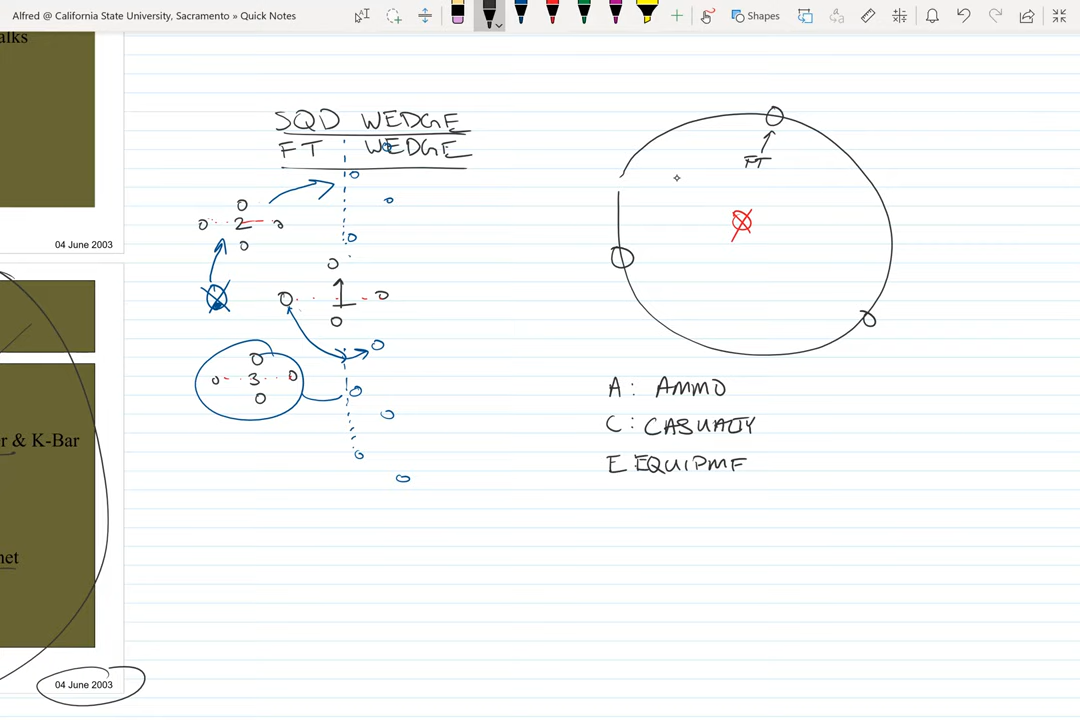 Alfred @ California State University, Sacramento » Quick Notes
Shapes
alks
04 June 2003
r & K-Bar
net
04 June 2003
SQD WEDGE
FT WEDGE
2
1
3
FT
A: AMMO
C: CASUALTY
E EQUIPME